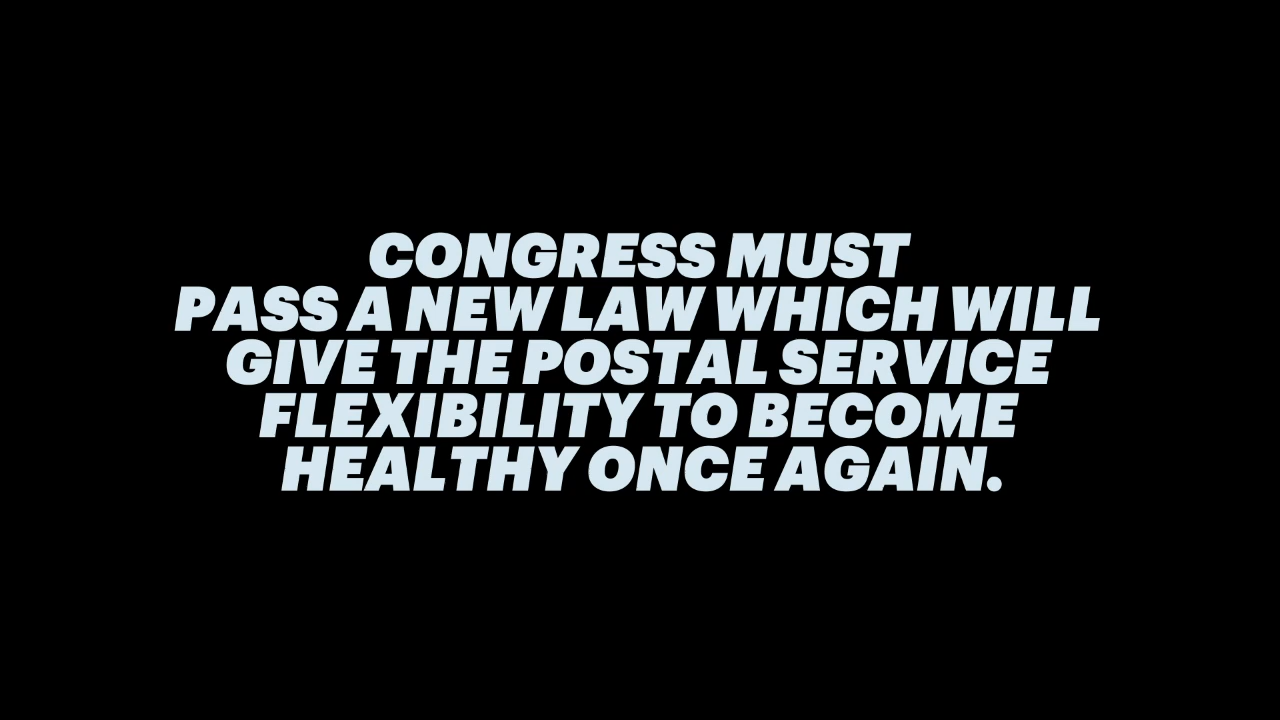 CONGRESS MUST
PASS A NEW LAW WHICH WILL
GIVE THE POSTAL SERVICE
FLEXIBILITY TO BECOME
HEALTHY ONCE AGAIN.